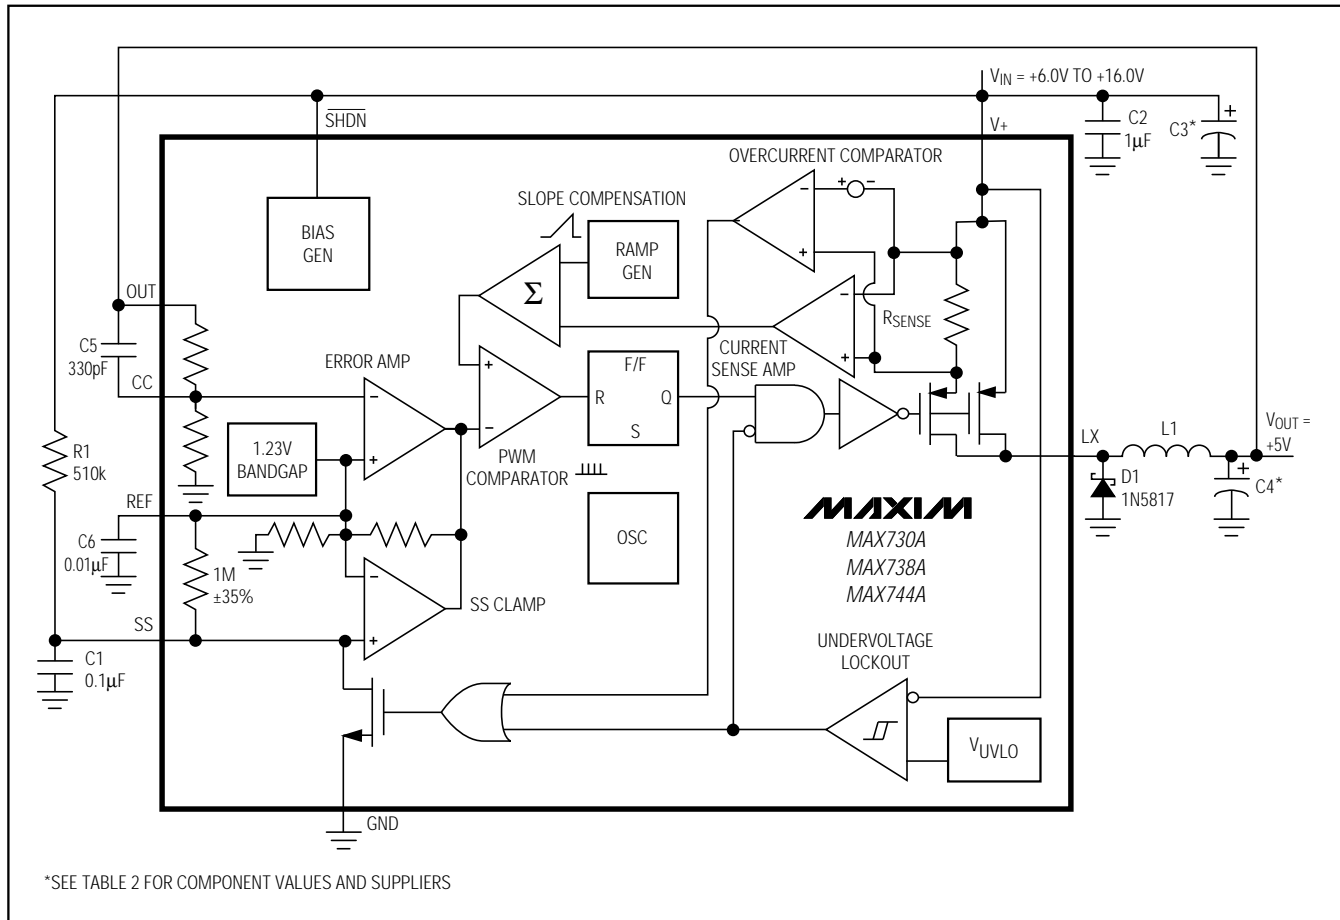 V_IN = +6.0V TO +16.0V
SHDN
V+
C2
1μF
C3*
+
OVERCURRENT COMPARATOR
+ −
−
+
SLOPE COMPENSATION
BIAS
GEN
RAMP
GEN
Σ
OUT
−
+
R_SENSE
C5
330pF
ERROR AMP
CURRENT
SENSE AMP
CC
+
−
F/F
R
Q
S
−
+
1.23V
BANDGAP
PWM
COMPARATOR
R1
510k
LX
L1
V_OUT =
+5V
+
C4*
D1
1N5817
REF
OSC
MAXIM
MAX730A
MAX738A
MAX744A
C6
0.01μF
1M
±35%
−
+
SS CLAMP
SS
C1
0.1μF
UNDERVOLTAGE
LOCKOUT
V_UVLO
GND
*SEE TABLE 2 FOR COMPONENT VALUES AND SUPPLIERS